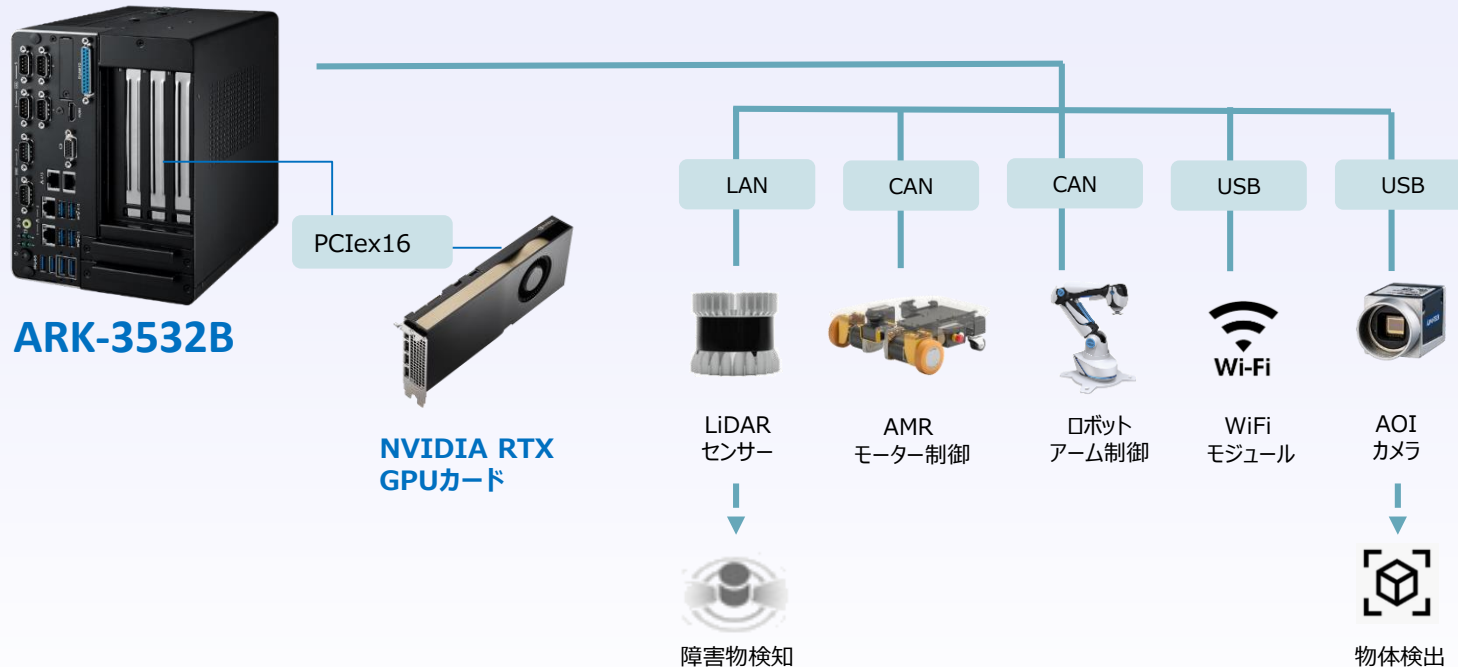 ARK-3532B
PCIex16
NVIDIA RTX
GPUカード
LAN
CAN
CAN
USB
USB
Wi-Fi
LiDAR
センサー
AMR
モーター制御
ロボット
アーム制御
WiFi
モジュール
AOI
カメラ
障害物検知
物体検出